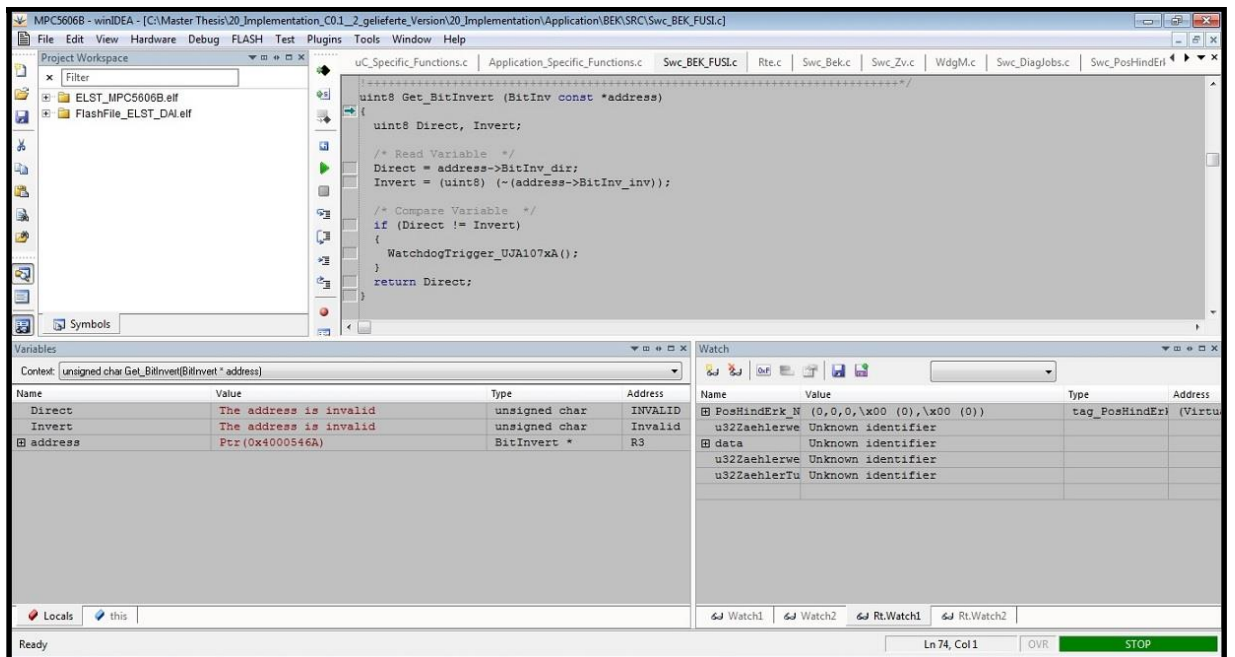 MPC5606B - winIDEA - [C:\Master Thesis\20_Implementation_C0.1__2_gelieferte_Version\20_Implementation\Application\BEK\SRC\Swc_BEK_FUSI.c]
File Edit View Hardware Debug FLASH Test Plugins Tools Window Help
Project Workspace
uC_Specific_Functions.c Application_Specific_Functions.c Swc_BEK_FUSI.c Rte.c Swc_Bek.c Swc_Zv.c WdgM.c Swc_DiagJobs.c Swc_PosHindErl
Filter
ELST_MPC5606B.elf
FlashFile_ELST_DAI.elf
uint8 Get_BitInvert (BitInv const *address)
{
uint8 Direct, Invert;
/* Read Variable */
Direct = address->BitInv_dir;
Invert = (uint8) (~(address->BitInv_inv));
/* Compare Variable */
if (Direct != Invert)
{
WatchdogTrigger_UJA107xA();
}
return Direct;
}
Symbols
Variables
Context: unsigned char Get_BitInvert(BitInvert * address)
Name Value Type Address
Direct The address is invalid unsigned char INVALID
Invert The address is invalid unsigned char Invalid
address Ptr(0x4000546A) BitInvert * R3
Locals this
Watch
Name Value Type Address
PosHindErk_N (0,0,0,\x00 (0),\x00 (0)) tag_PosHindErl (Virtua
u32Zaehlerwe Unknown identifier
data Unknown identifier
u32Zaehlerwe Unknown identifier
u32ZaehlerTu Unknown identifier
Watch1 Watch2 Rt.Watch1 Rt.Watch2
Ready Ln 74, Col 1 OVR STOP